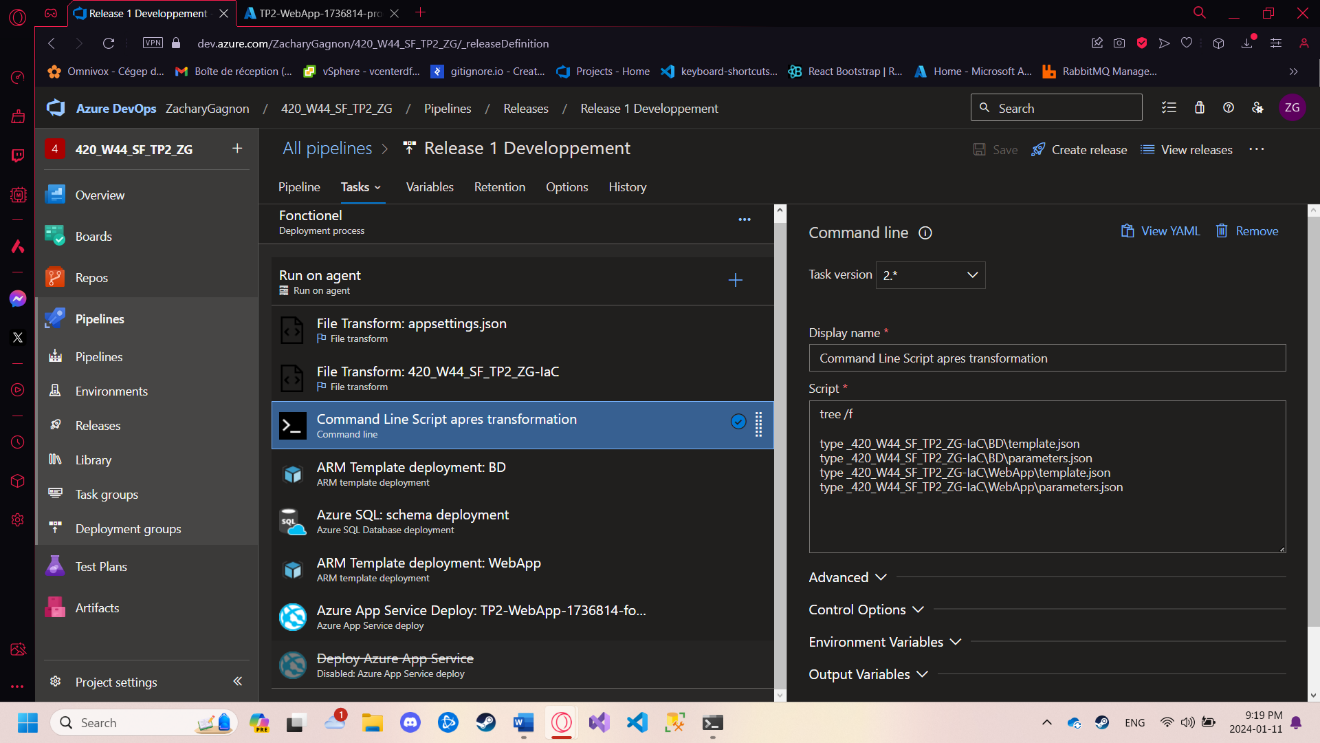 Release 1 Developpement
TP2-WebApp-1736814-pro
VPN
dev.azure.com/ZacharyGagnon/420_W44_SF_TP2_ZG/_releaseDefinition
Omnivox - Cégep d...
Boîte de réception (...
vSphere - vcenterdf...
gitignore.io - Creat...
Projects - Home
keyboard-shortcuts...
React Bootstrap | R...
Home - Microsoft A...
RabbitMQ Manage...
Azure DevOps ZacharyGagnon / 420_W44_SF_TP2_ZG / Pipelines / Releases / Release 1 Developpement
Search
ZG
4 420_W44_SF_TP2_ZG
Overview
Boards
Repos
Pipelines
Pipelines
Environments
Releases
Library
Task groups
Deployment groups
Test Plans
Artifacts
Project settings
All pipelines > Release 1 Developpement
Save
Create release
View releases
Pipeline
Tasks
Variables
Retention
Options
History
Fonctionel
Deployment process
Run on agent
Run on agent
File Transform: appsettings.json
File transform
File Transform: 420_W44_SF_TP2_ZG-IaC
File transform
Command Line Script apres transformation
Command line
ARM Template deployment: BD
ARM template deployment
Azure SQL: schema deployment
SQL
Azure SQL Database deployment
ARM Template deployment: WebApp
ARM template deployment
Azure App Service Deploy: TP2-WebApp-1736814-fo...
Azure App Service deploy
Deploy Azure App Service
Disabled: Azure App Service deploy
Command line
View YAML
Remove
Task version 2.*
Display name *
Command Line Script apres transformation
Script *
tree /f
type _420_W44_SF_TP2_ZG-IaC\BD\template.json
type _420_W44_SF_TP2_ZG-IaC\BD\parameters.json
type _420_W44_SF_TP2_ZG-IaC\WebApp\template.json
type _420_W44_SF_TP2_ZG-IaC\WebApp\parameters.json
Advanced
Control Options
Environment Variables
Output Variables
Search
PRE
1
ENG
9:19 PM
2024-01-11